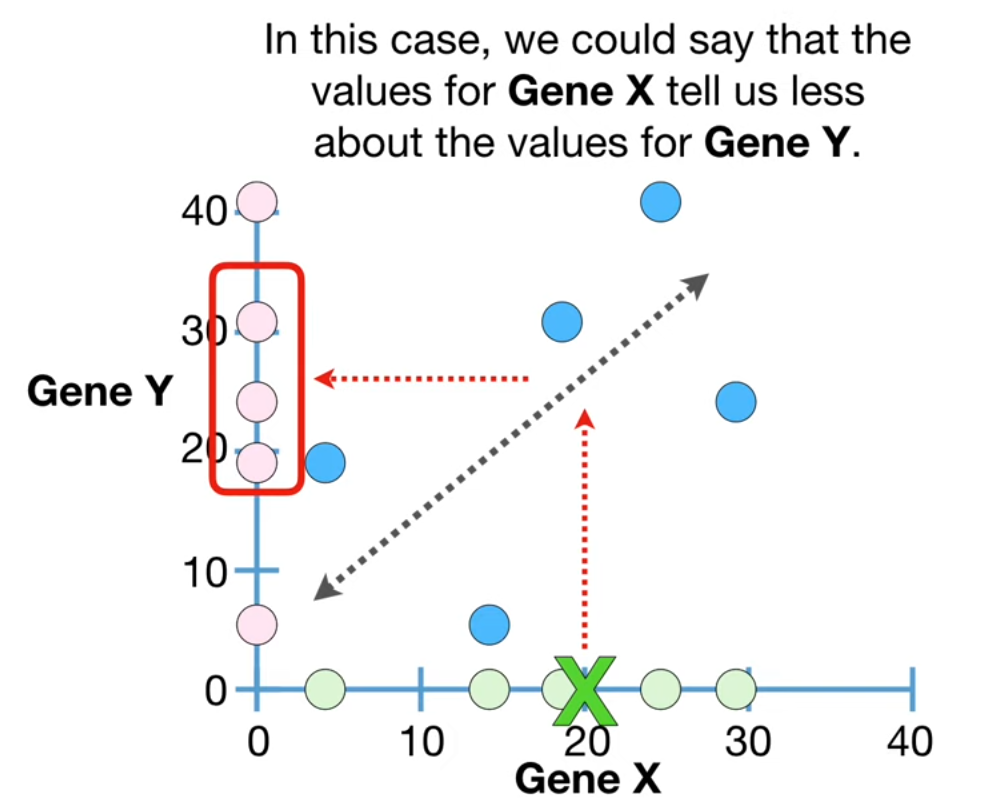 In this case, we could say that the
values for Gene X tell us less
about the values for Gene Y.
40
30
Gene Y
20
10
0
X
0
10
20
30
40
Gene X